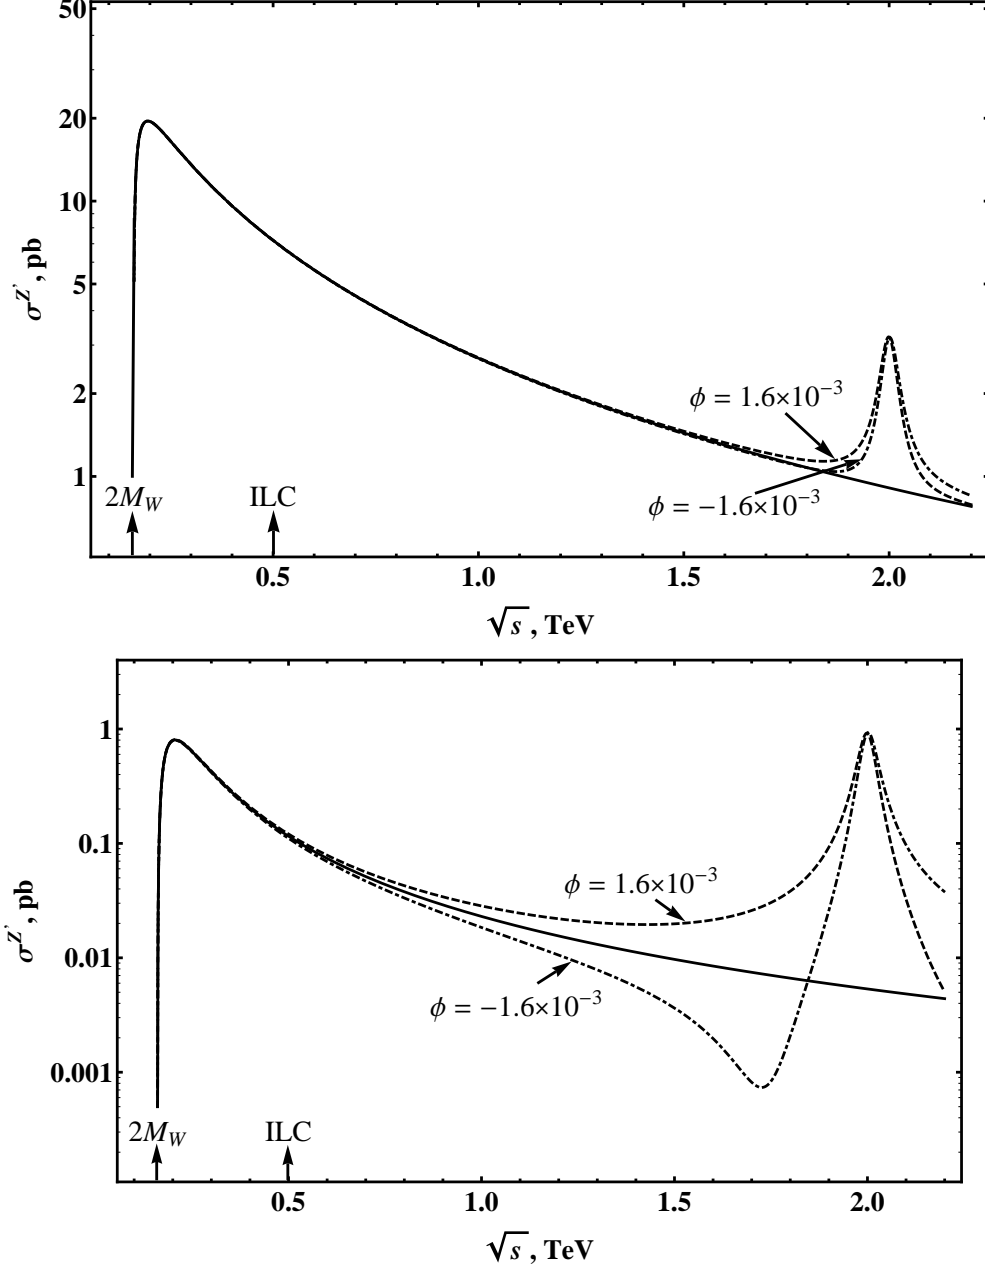 50
20
10
5
2
1
σ^Z', pb
ϕ = 1.6×10⁻³
ϕ = −1.6×10⁻³
2M_W
ILC
0.5
1.0
1.5
2.0
√s, TeV
1
0.1
0.01
0.001
σ^Z', pb
ϕ = 1.6×10⁻³
ϕ = −1.6×10⁻³
2M_W
ILC
0.5
1.0
1.5
2.0
√s, TeV